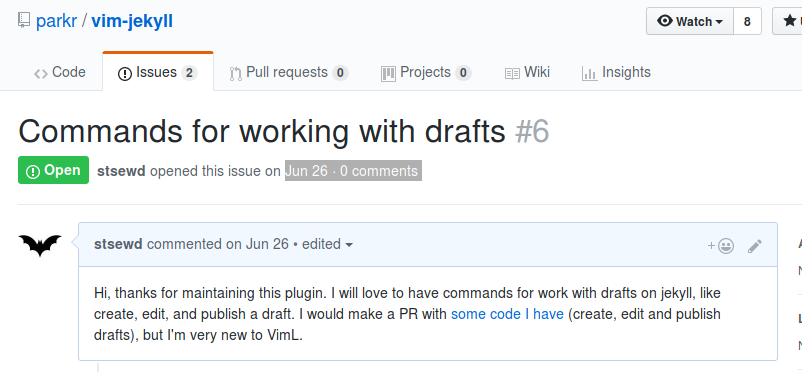 parkr / vim-jekyll
Watch 8
Code Issues 2 Pull requests 0 Projects 0 Wiki Insights
Commands for working with drafts #6
Open stsewd opened this issue on Jun 26 · 0 comments
stsewd commented on Jun 26 • edited
Hi, thanks for maintaining this plugin. I will love to have commands for work with drafts on jekyll, like
create, edit, and publish a draft. I would make a PR with some code I have (create, edit and publish
drafts), but I'm very new to VimL.